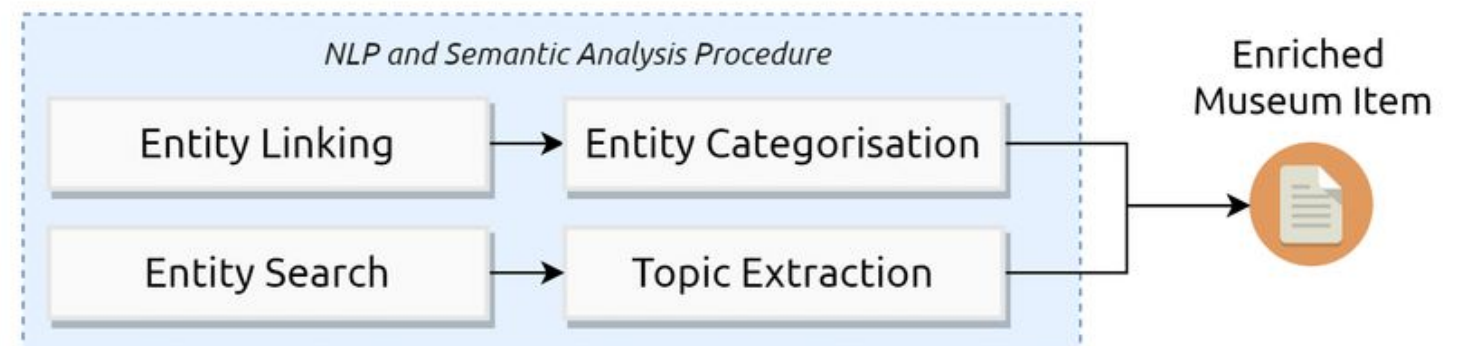 NLP and Semantic Analysis Procedure
Enriched
Museum Item
Entity Linking
Entity Categorisation
Entity Search
Topic Extraction